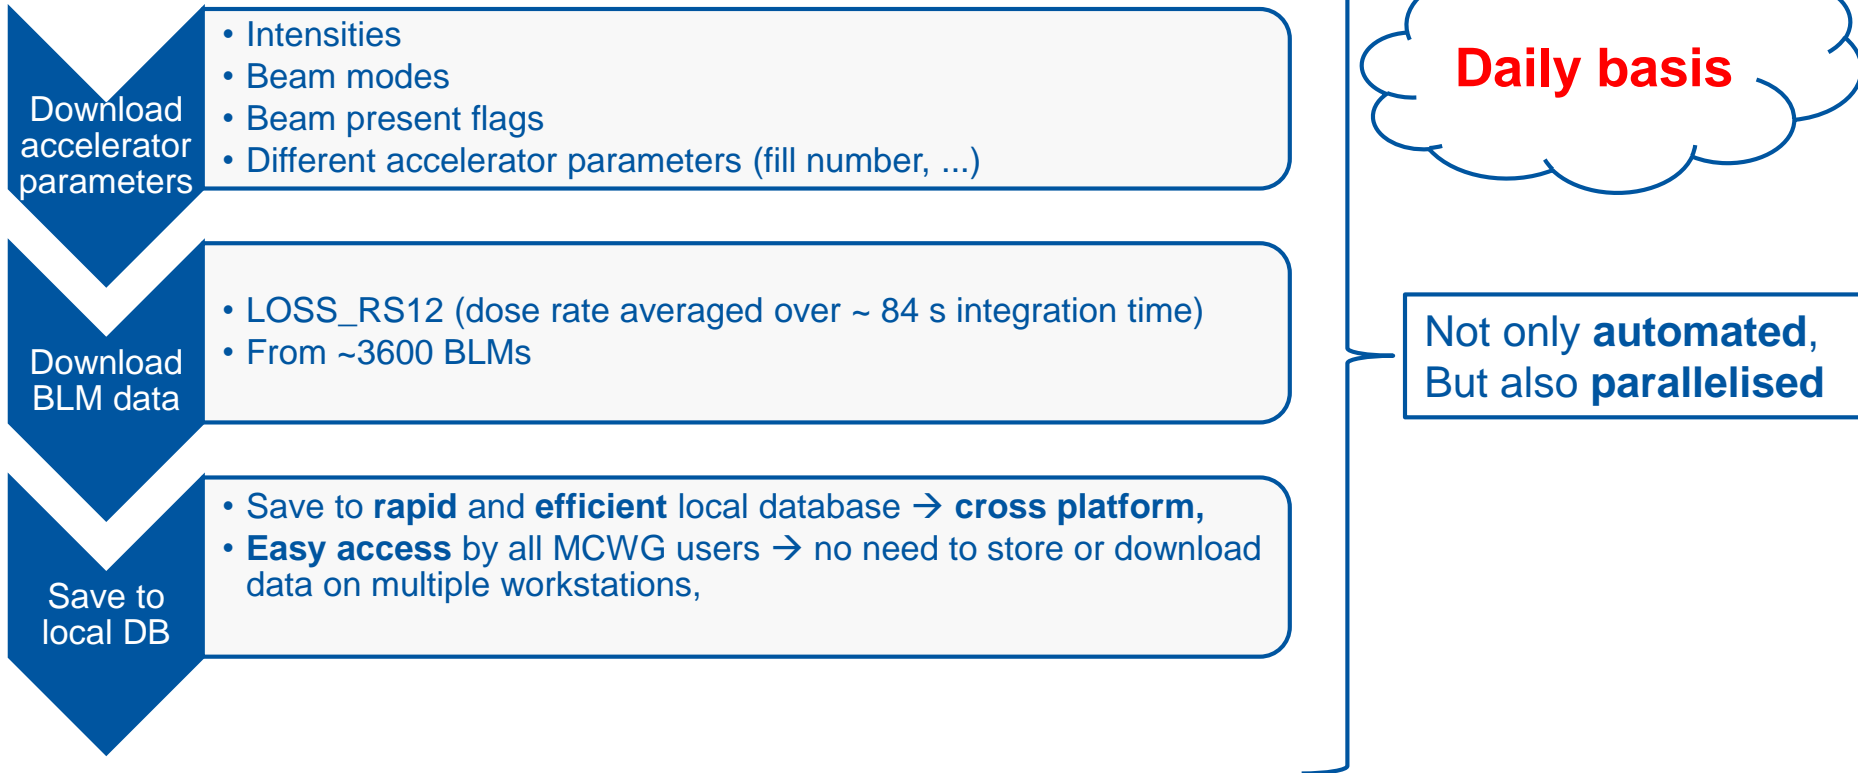 Download
accelerator
parameters
• Intensities
• Beam modes
• Beam present flags
• Different accelerator parameters (fill number, ...)
Daily basis
Download
BLM data
• LOSS_RS12 (dose rate averaged over ~ 84 s integration time)
• From ~3600 BLMs
Not only automated,
But also parallelised
Save to
local DB
• Save to rapid and efficient local database → cross platform,
• Easy access by all MCWG users → no need to store or download
data on multiple workstations,